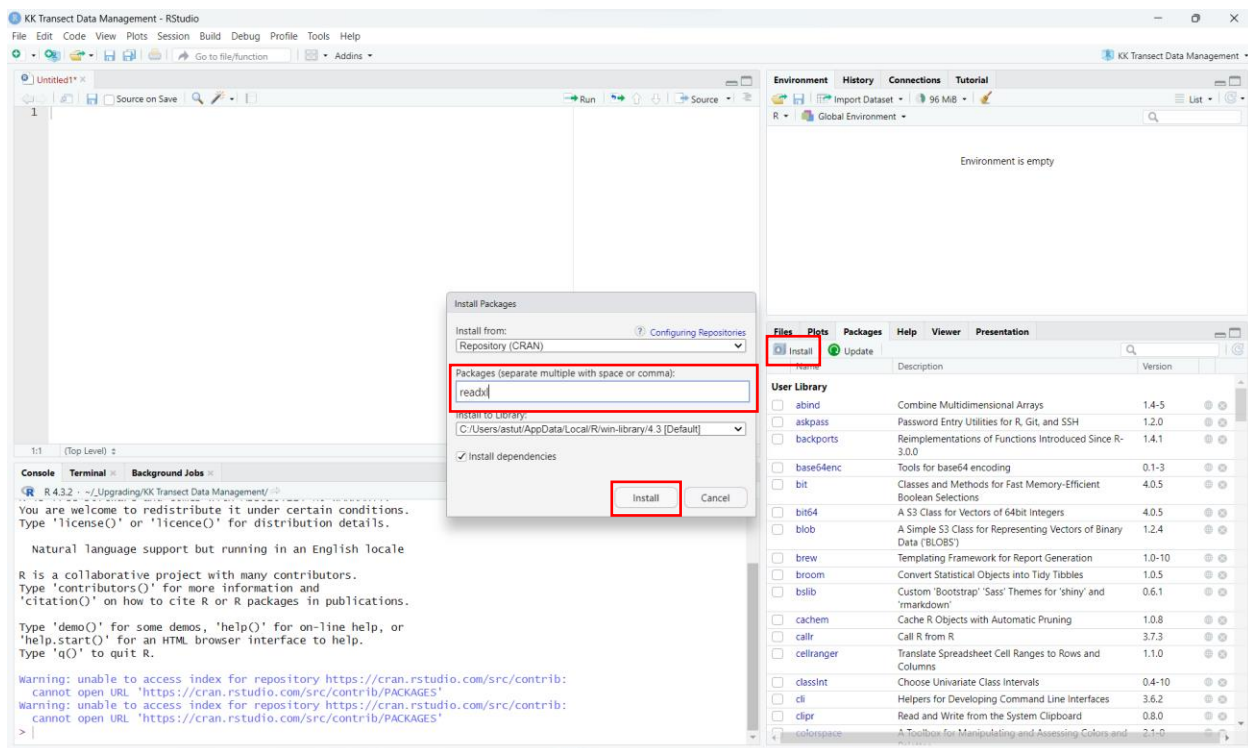 KK Transect Data Management - RStudio
File Edit Code View Plots Session Build Debug Profile Tools Help
Go to file/function Addins KK Transect Data Management
Untitled1*
Source on Save Run Source
1
1:1 (Top Level)
Console Terminal Background Jobs
R 4.3.2 · ~/_Upgrading/KK Transect Data Management/
You are welcome to redistribute it under certain conditions.
Type 'license()' or 'licence()' for distribution details.
Natural language support but running in an English locale
R is a collaborative project with many contributors.
Type 'contributors()' for more information and
'citation()' on how to cite R or R packages in publications.
Type 'demo()' for some demos, 'help()' for on-line help, or
'help.start()' for an HTML browser interface to help.
Type 'q()' to quit R.
Warning: unable to access index for repository https://cran.rstudio.com/src/contrib:
cannot open URL 'https://cran.rstudio.com/src/contrib/PACKAGES'
Warning: unable to access index for repository https://cran.rstudio.com/src/contrib:
cannot open URL 'https://cran.rstudio.com/src/contrib/PACKAGES'
>
Install Packages
Install from: ? Configuring Repositories
Repository (CRAN)
Packages (separate multiple with space or comma):
readxl
Install to Library:
C:/Users/astut/AppData/Local/R/win-library/4.3 [Default]
Install dependencies
Install Cancel
Environment History Connections Tutorial
Import Dataset 96 MiB List
R Global Environment
Environment is empty
Files Plots Packages Help Viewer Presentation
Install Update
Name Description Version
User Library
abind Combine Multidimensional Arrays 1.4-5
askpass Password Entry Utilities for R, Git, and SSH 1.2.0
backports Reimplementations of Functions Introduced Since R- 1.4.1
3.0.0
base64enc Tools for base64 encoding 0.1-3
bit Classes and Methods for Fast Memory-Efficient 4.0.5
Boolean Selections
bit64 A S3 Class for Vectors of 64bit Integers 4.0.5
blob A Simple S3 Class for Representing Vectors of Binary 1.2.4
Data ('BLOBS')
brew Templating Framework for Report Generation 1.0-10
broom Convert Statistical Objects into Tidy Tibbles 1.0.5
bslib Custom 'Bootstrap' 'Sass' Themes for 'shiny' and 0.6.1
'rmarkdown'
cachem Cache R Objects with Automatic Pruning 1.0.8
callr Call R from R 3.7.3
cellranger Translate Spreadsheet Cell Ranges to Rows and 1.1.0
Columns
classInt Choose Univariate Class Intervals 0.4-10
cli Helpers for Developing Command Line Interfaces 3.6.2
clipr Read and Write from the System Clipboard 0.8.0
colorspace A Toolbox for Manipulating and Assessing Colors and 2.1-0